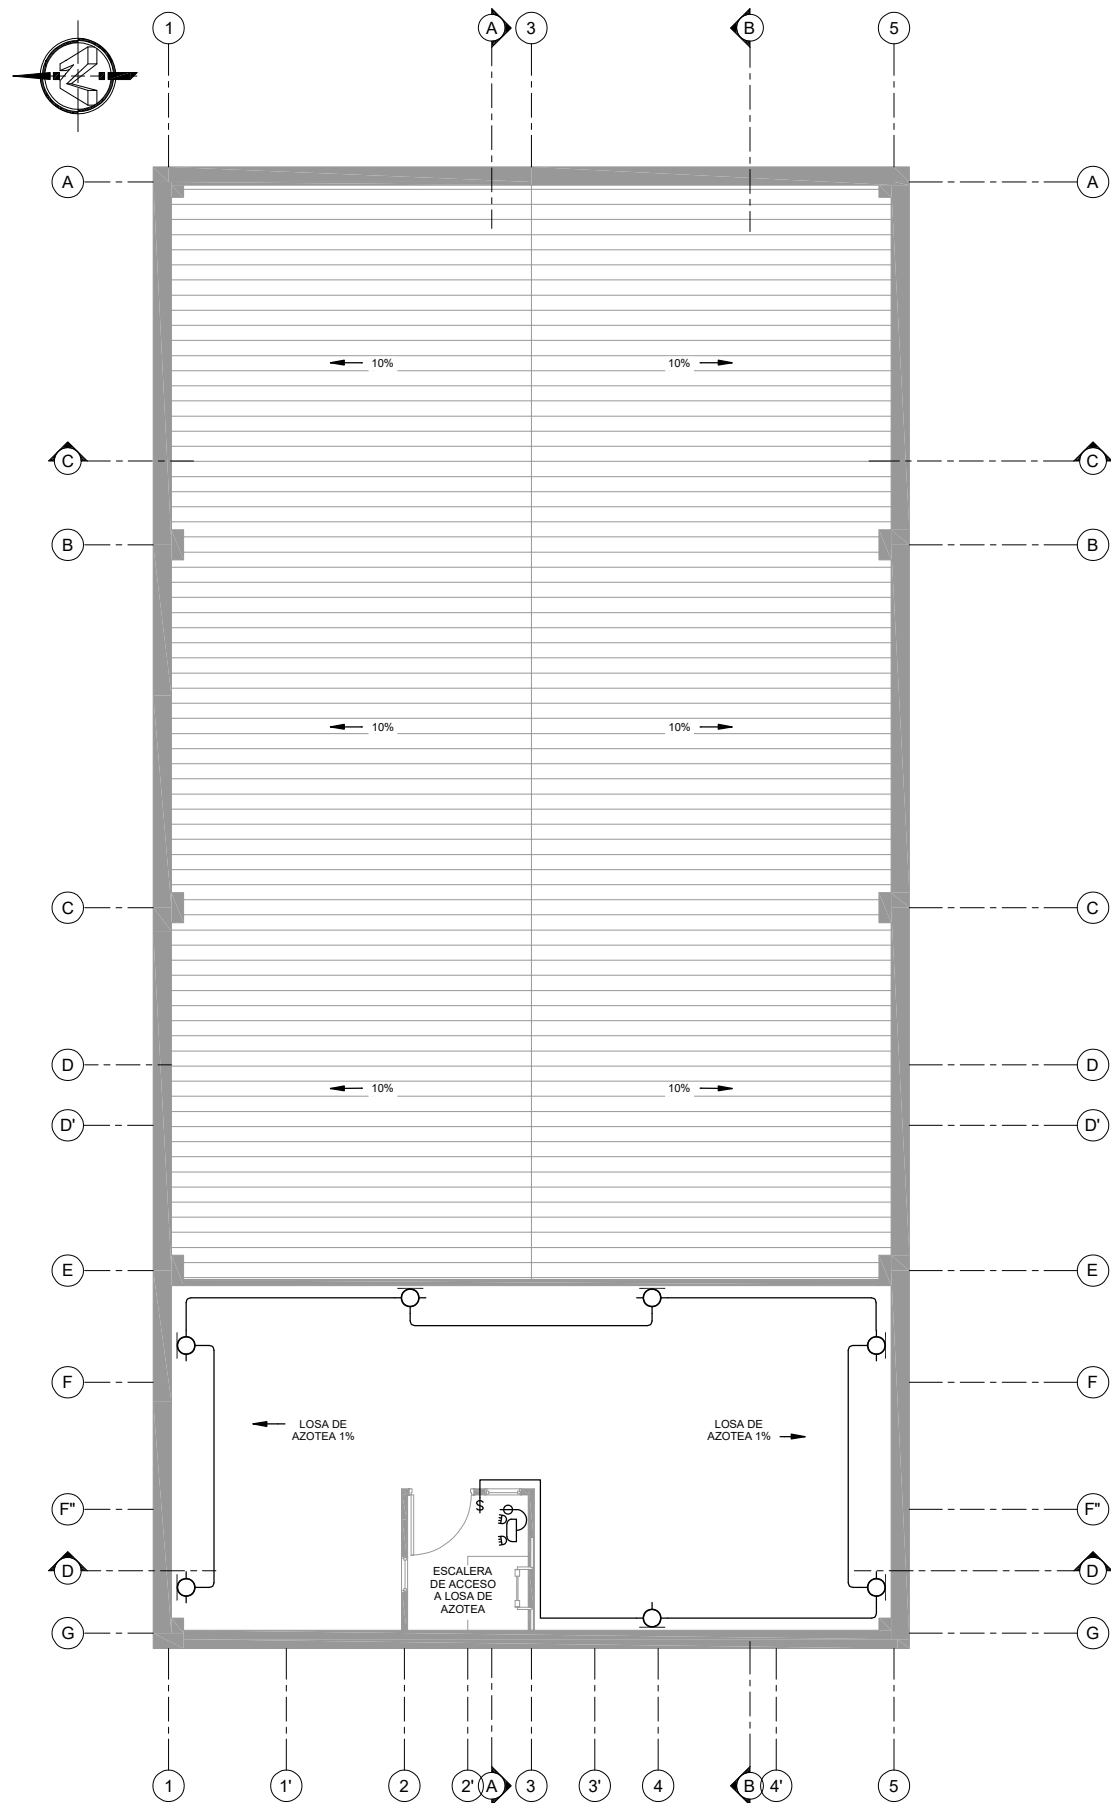 1 A 3 B 5
A A
10% 10%
C C
B B
10% 10%
C C
D D
D' D'
10% 10%
E E
F F
LOSA DE
AZOTEA 1%
LOSA DE
AZOTEA 1%
F" F"
$
D D
ESCALERA
DE ACCESO
A LOSA DE
AZOTEA
G G
1 1' 2 2' A 3 3' 4 B 4' 5